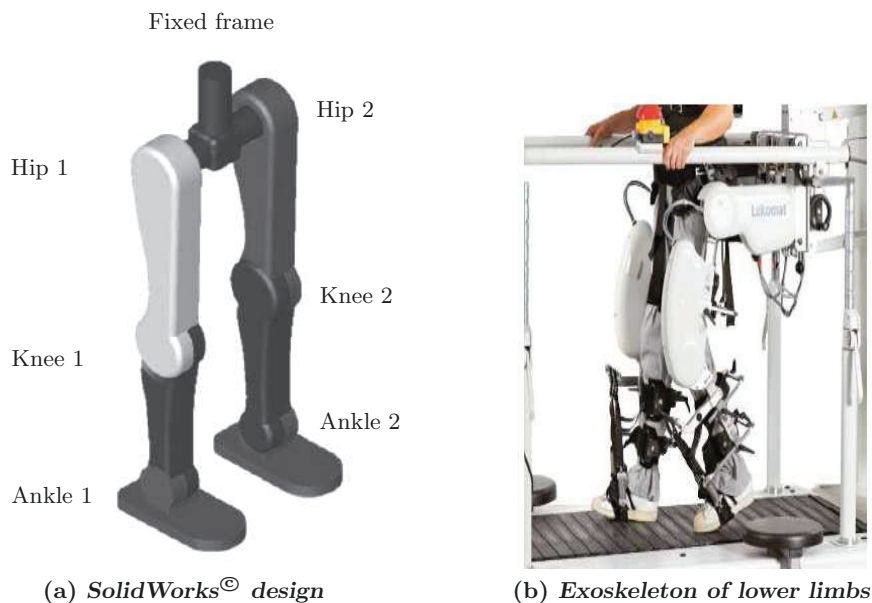 Fixed frame
Hip 2
Hip 1
Knee 2
Knee 1
Ankle 2
Ankle 1
Lokomat
(a) SolidWorks© design
(b) Exoskeleton of lower limbs